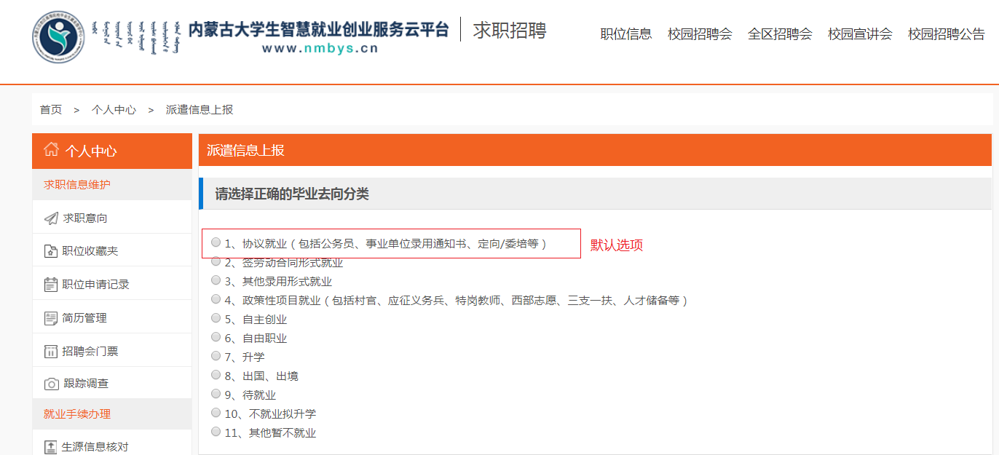 内蒙古大学生智慧就业创业服务云平台
www.nmbys.cn
求职招聘
职位信息 校园招聘会 全区招聘会 校园宣讲会 校园招聘公告
首页 > 个人中心 > 派遣信息上报
个人中心
求职信息维护
求职意向
职位收藏夹
职位申请记录
简历管理
招聘会门票
跟踪调查
就业手续办理
生源信息核对
派遣信息上报
请选择正确的毕业去向分类
1、协议就业（包括公务员、事业单位录用通知书、定向/委培等） 默认选项
2、签劳动合同形式就业
3、其他录用形式就业
4、政策性项目就业（包括村官、应征义务兵、特岗教师、西部志愿、三支一扶、人才储备等）
5、自主创业
6、自由职业
7、升学
8、出国、出境
9、待就业
10、不就业拟升学
11、其他暂不就业